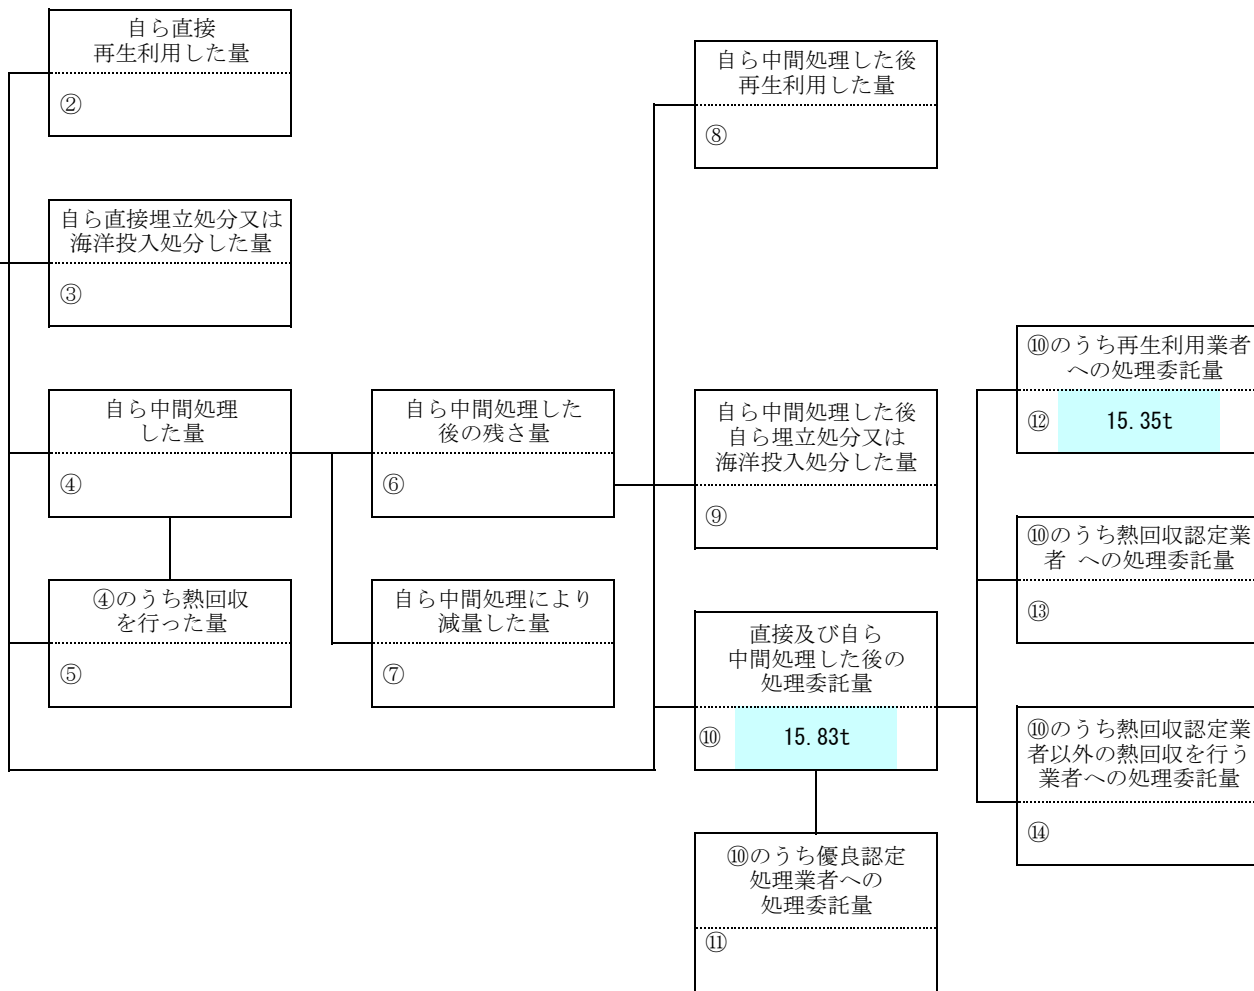 自ら直接
再生利用した量
②
自ら直接埋立処分又は
海洋投入処分した量
③
自ら中間処理
した量
④
④のうち熱回収
を行った量
⑤
自ら中間処理した
後の残さ量
⑥
自ら中間処理により
減量した量
⑦
自ら中間処理した後
再生利用した量
⑧
自ら中間処理した後
自ら埋立処分又は
海洋投入処分した量
⑨
直接及び自ら
中間処理した後の
処理委託量
⑩ 15.83t
⑩のうち優良認定
処理業者への
処理委託量
⑪
⑩のうち再生利用業者
への処理委託量
⑫ 15.35t
⑩のうち熱回収認定業
者 への処理委託量
⑬
⑩のうち熱回収認定業
者以外の熱回収を行う
業者への処理委託量
⑭